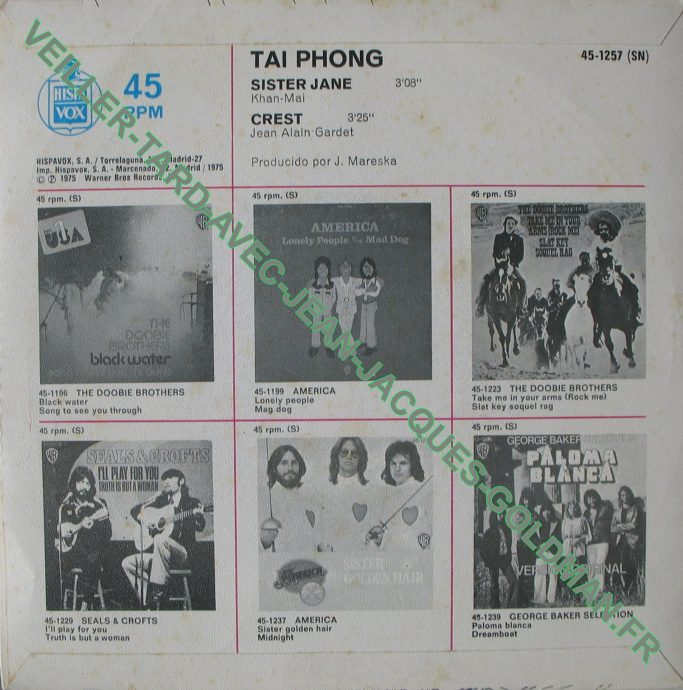 TAI PHONG
45-1257 (SN)
SISTER JANE 3'08"
Khan-Mai
CREST 3'25"
Jean Alain Gardet
Producido por J. Mareska
HISPA
VOX
45
RPM
HISPAVOX, S. A. / Torrelaguna, Madrid-27
Imp. Hispavox, S. A. - Marcenado, Madrid / 1975
© ℗ 1975 Warner Bros Records
VEILLER-TARD-AVEC-JEAN-JACQUES-GOLDMAN.FR
45 rpm. (S)
USA
THE
DOOBIE
BROTHERS
black water
45-1196 THE DOOBIE BROTHERS
Black water
Song to see you through
45 rpm. (S)
AMERICA
Lonely People Mad Dog
45-1199 AMERICA
Lonely people
Mag dog
45 rpm. (S)
THE DOOBIE BROTHERS
TAKE ME IN YOUR
ARMS (ROCK ME)
SLAT KEY
SOQUEL RAG
45-1223 THE DOOBIE BROTHERS
Take me in your arms (Rock me)
Slat key soquel rag
45 rpm. (S)
SEALS & CROFTS
I'LL PLAY FOR YOU
TRUTH IS BUT A WOMAN
45-1229 SEALS & CROFTS
I'll play for you
Truth is but a woman
45 rpm. (S)
SISTER
GOLDEN HAIR
45-1237 AMERICA
Sister golden hair
Midnight
45 rpm. (S)
GEORGE BAKER SELECTION
PALOMA
BLANCA
45-1239 GEORGE BAKER SELECTION
Paloma blanca
Dreamboat